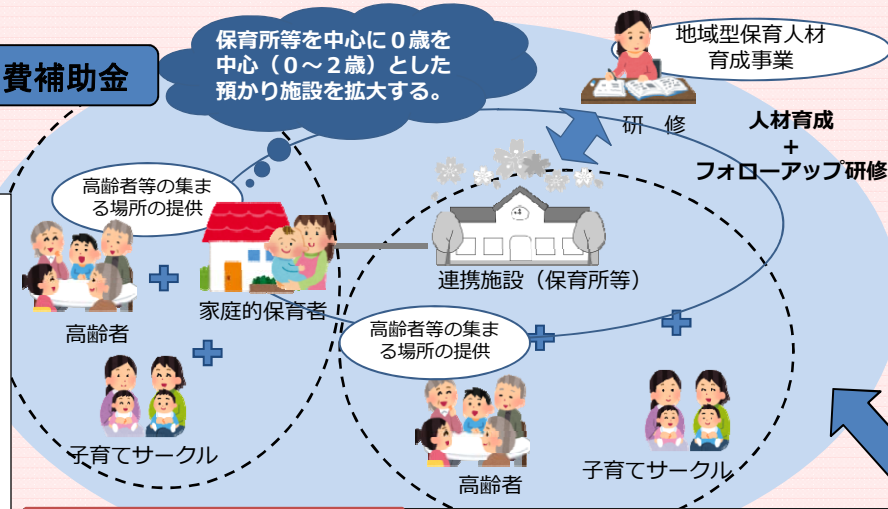 費補助金
保育所等を中心に０歳を
中心（０～２歳）とした
預かり施設を拡大する。
地域型保育人材
育成事業
研　修
人材育成
+
フォローアップ研修
高齢者等の集ま
る場所の提供
家庭的保育者
高齢者
子育てサークル
連携施設（保育所等）
高齢者等の集ま
る場所の提供
高齢者
子育てサークル